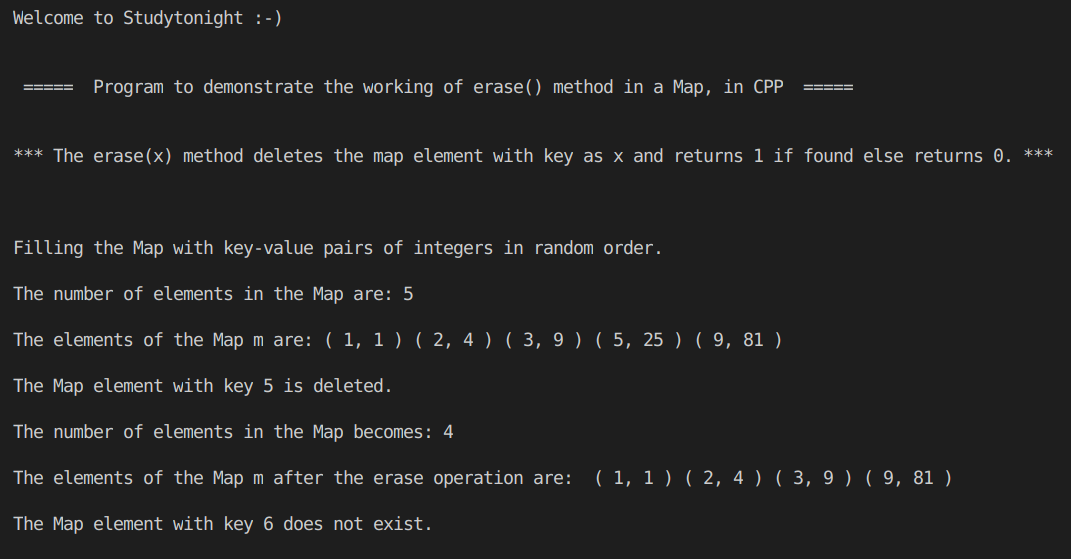 Welcome to Studytonight :-)
=====  Program to demonstrate the working of erase() method in a Map, in CPP  =====
*** The erase(x) method deletes the map element with key as x and returns 1 if found else returns 0. ***
Filling the Map with key-value pairs of integers in random order.
The number of elements in the Map are: 5
The elements of the Map m are: ( 1, 1 ) ( 2, 4 ) ( 3, 9 ) ( 5, 25 ) ( 9, 81 )
The Map element with key 5 is deleted.
The number of elements in the Map becomes: 4
The elements of the Map m after the erase operation are:  ( 1, 1 ) ( 2, 4 ) ( 3, 9 ) ( 9, 81 )
The Map element with key 6 does not exist.